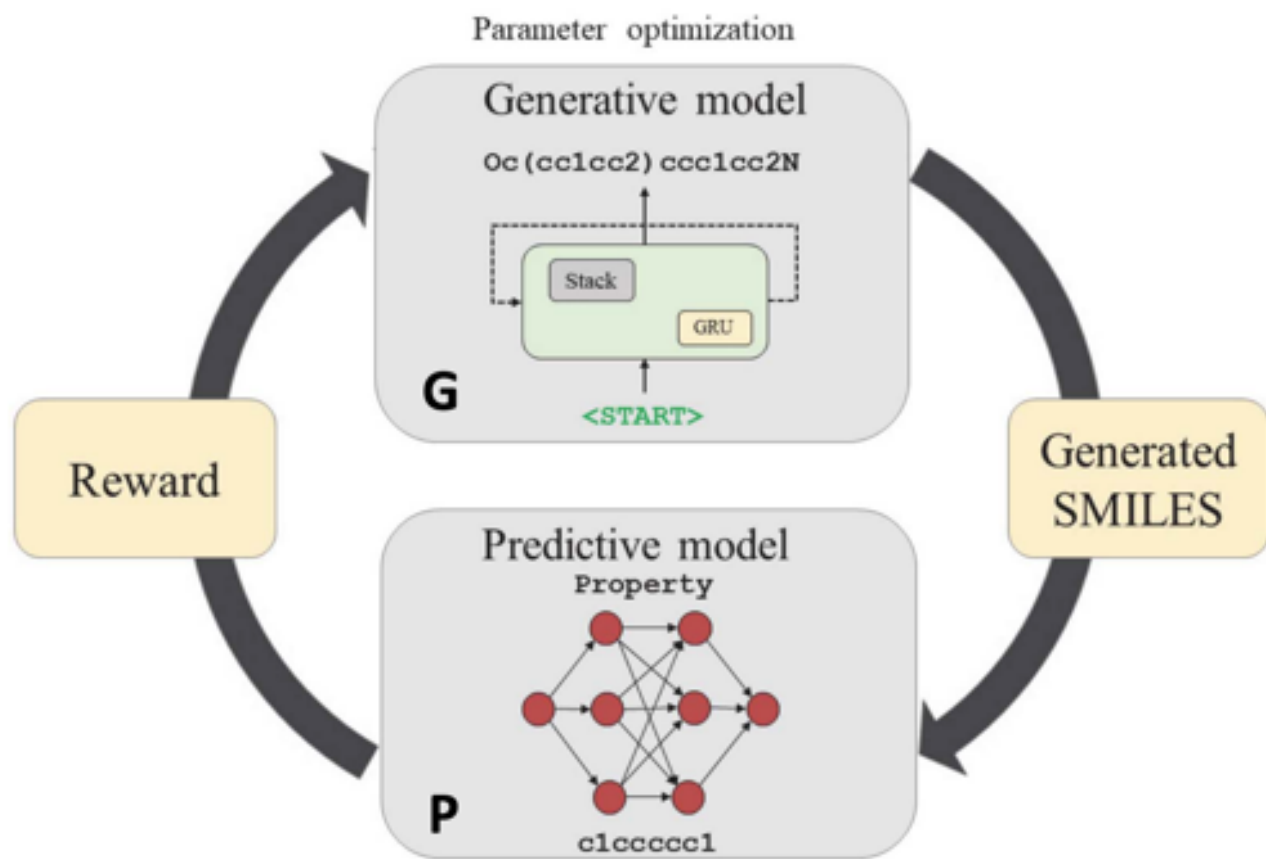 Parameter optimization
Generative model
Oc(cc1cc2)ccc1cc2N
Stack
GRU
G
<START>
Reward
Generated
SMILES
Predictive model
Property
P
c1ccccc1